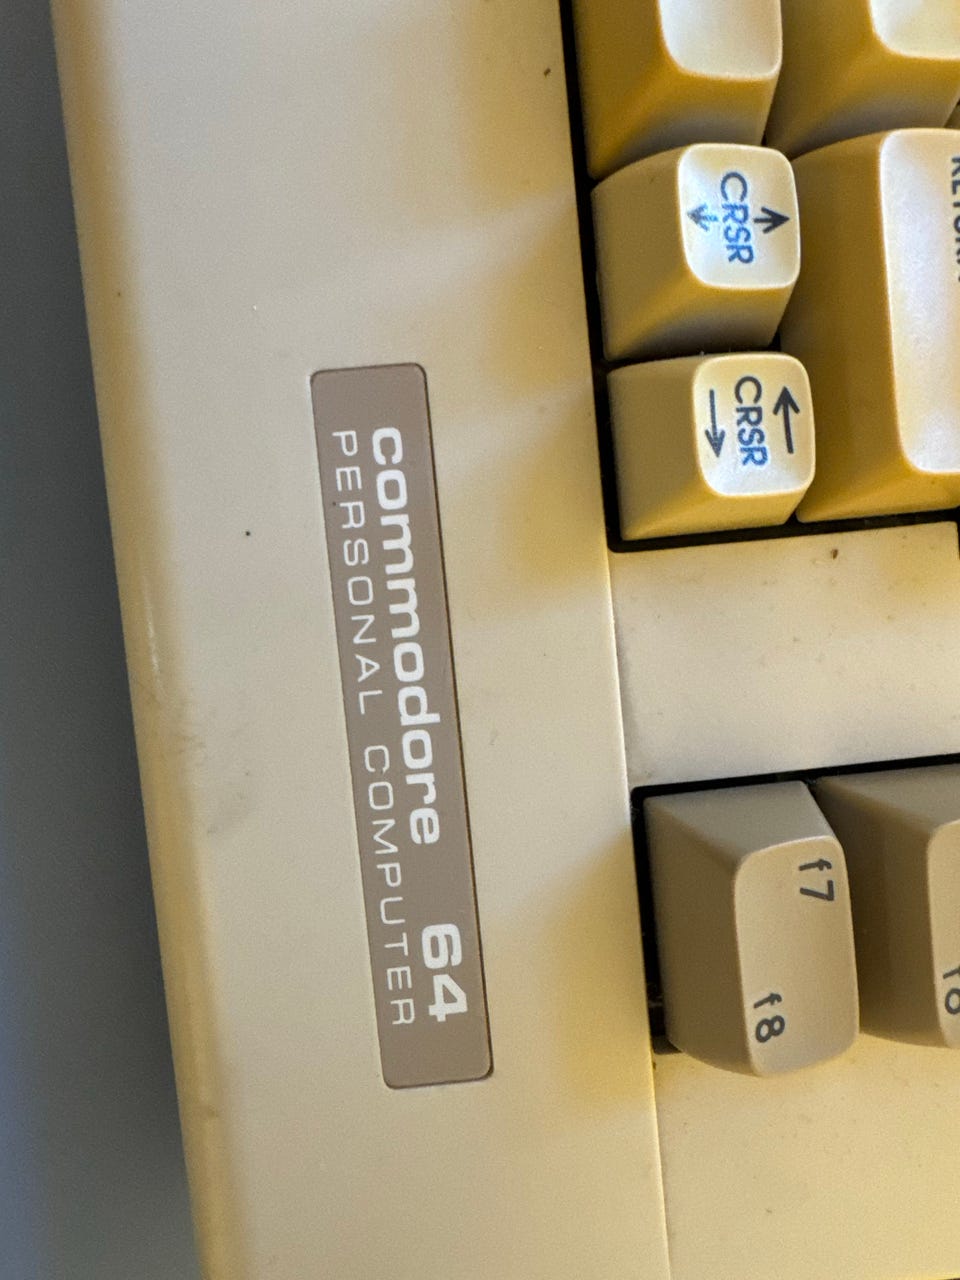 commodore 64
PERSONAL COMPUTER
↑
CRSR
↓
←
CRSR
→
f7
f8